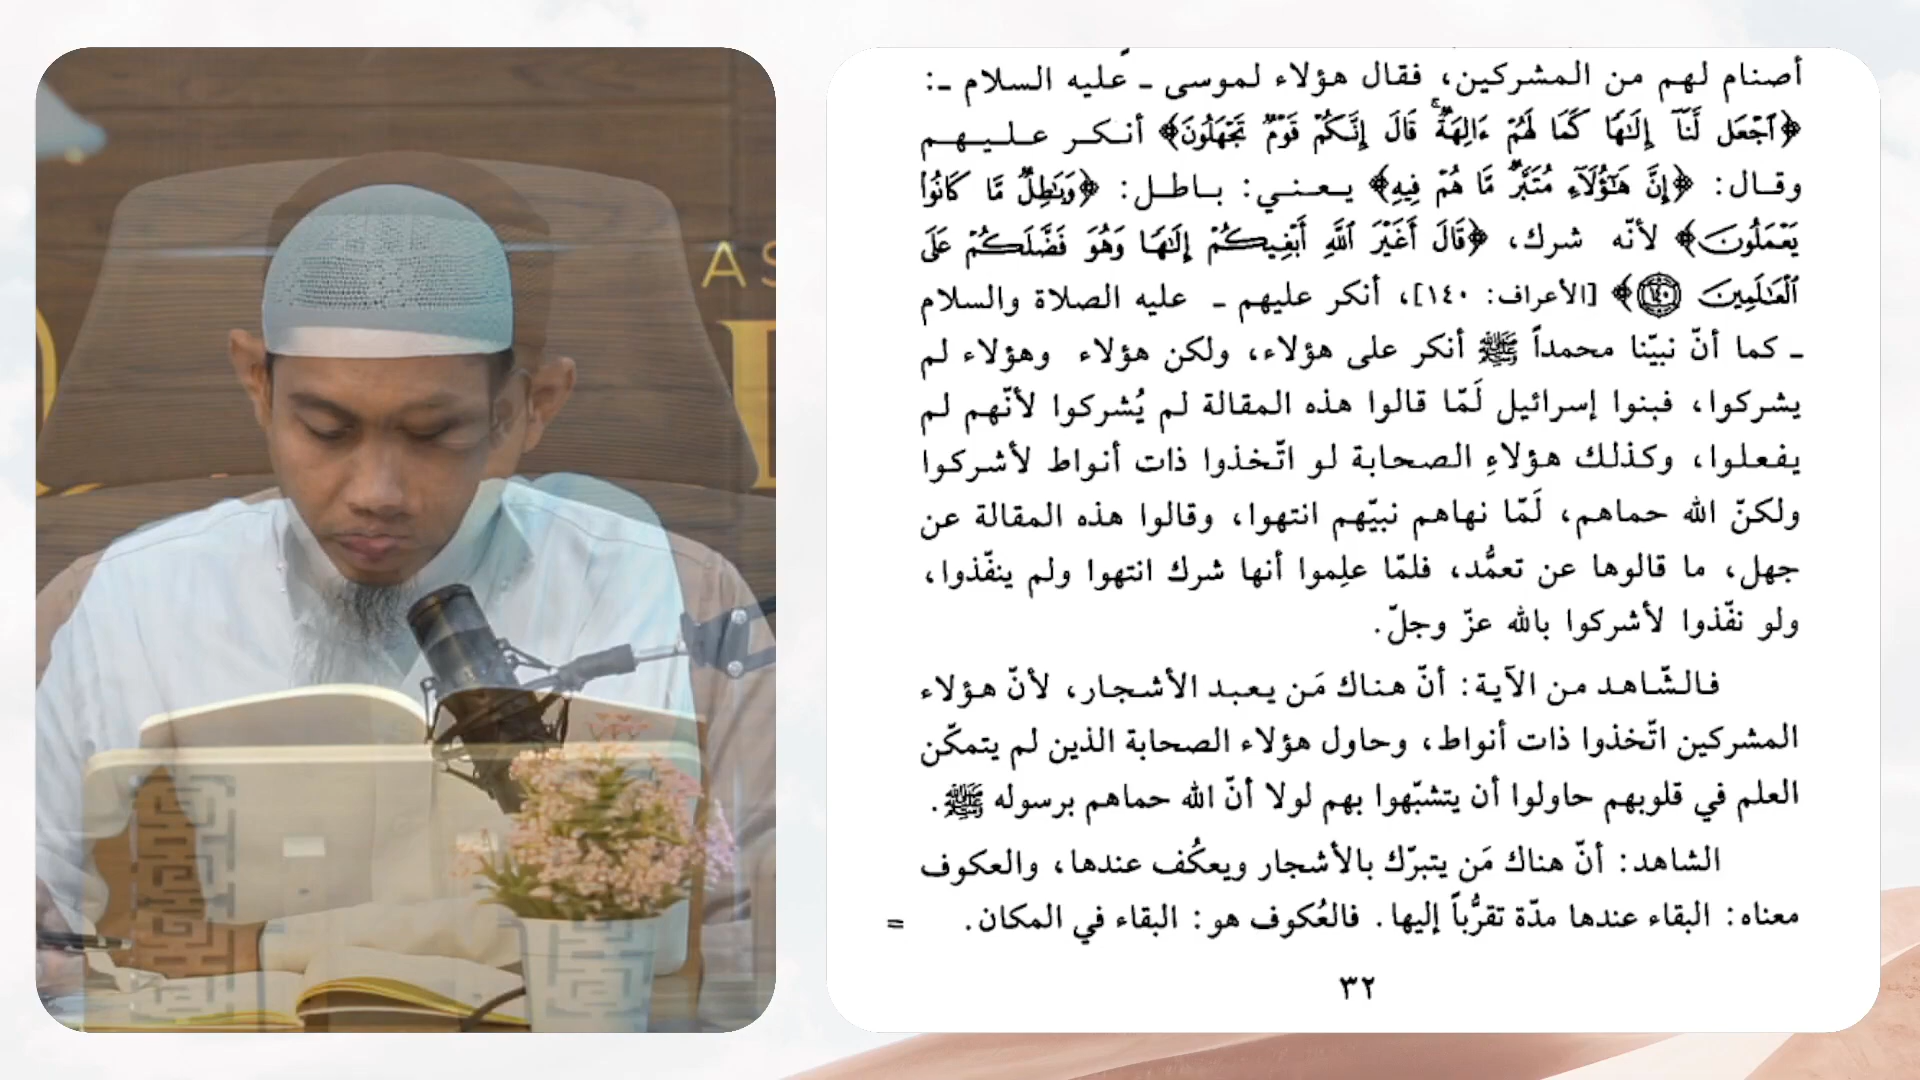 AS
أصنام لهم من المشركين، فقال هؤلاء لموسى ـ عليه السلام ـ:
﴿ٱجۡعَل لَّنَآ إِلَٰهٗا كَمَا لَهُمۡ ءَالِهَةٞۚ قَالَ إِنَّكُمۡ قَوۡمٞ تَجۡهَلُونَ﴾ أنكر عليهم
وقال: ﴿إِنَّ هَٰٓؤُلَآءِ مُتَبَّرٞ مَّا هُمۡ فِيهِ﴾ يعني: باطل: ﴿وَبَٰطِلٞ مَّا كَانُواْ
يَعۡمَلُونَ﴾ لأنّه شرك، ﴿قَالَ أَغَيۡرَ ٱللَّهِ أَبۡغِيكُمۡ إِلَٰهٗا وَهُوَ فَضَّلَكُمۡ عَلَى
ٱلۡعَٰلَمِينَ ١٤٠﴾ [الأعراف: ١٤٠]، أنكر عليهم ـ عليه الصلاة والسلام
ـ كما أنّ نبيّنا محمداً ﷺ أنكر على هؤلاء، ولكن هؤلاء وهؤلاء لم
يشركوا، فبنوا إسرائيل لَمّا قالوا هذه المقالة لم يُشركوا لأنّهم لم
يفعلوا، وكذلك هؤلاءِ الصحابة لو اتّخذوا ذات أنواط لأشركوا
ولكنّ الله حماهم، لَمّا نهاهم نبيّهم انتهوا، وقالوا هذه المقالة عن
جهل، ما قالوها عن تعمُّد، فلمّا علِموا أنها شرك انتهوا ولم ينفّذوا،
ولو نفّذوا لأشركوا بالله عزّ وجلّ.
فالشّاهد من الآية: أنّ هناك مَن يعبد الأشجار، لأنّ هؤلاء
المشركين اتّخذوا ذات أنواط، وحاول هؤلاء الصحابة الذين لم يتمكّن
العلم في قلوبهم حاولوا أن يتشبّهوا بهم لولا أنّ الله حماهم برسوله ﷺ.
الشاهد: أنّ هناك مَن يتبرّك بالأشجار ويعكُف عندها، والعكوف
معناه: البقاء عندها مدّة تقرُّباً إليها. فالعُكوف هو: البقاء في المكان. =
٣٢